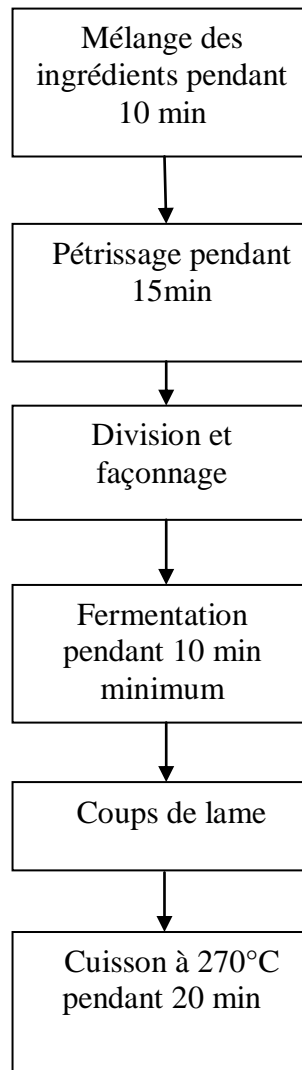 Mélange des
ingrédients pendant
10 min
Pétrissage pendant
15min
Division et
façonnage
Fermentation
pendant 10 min
minimum
Coups de lame
Cuisson à 270°C
pendant 20 min